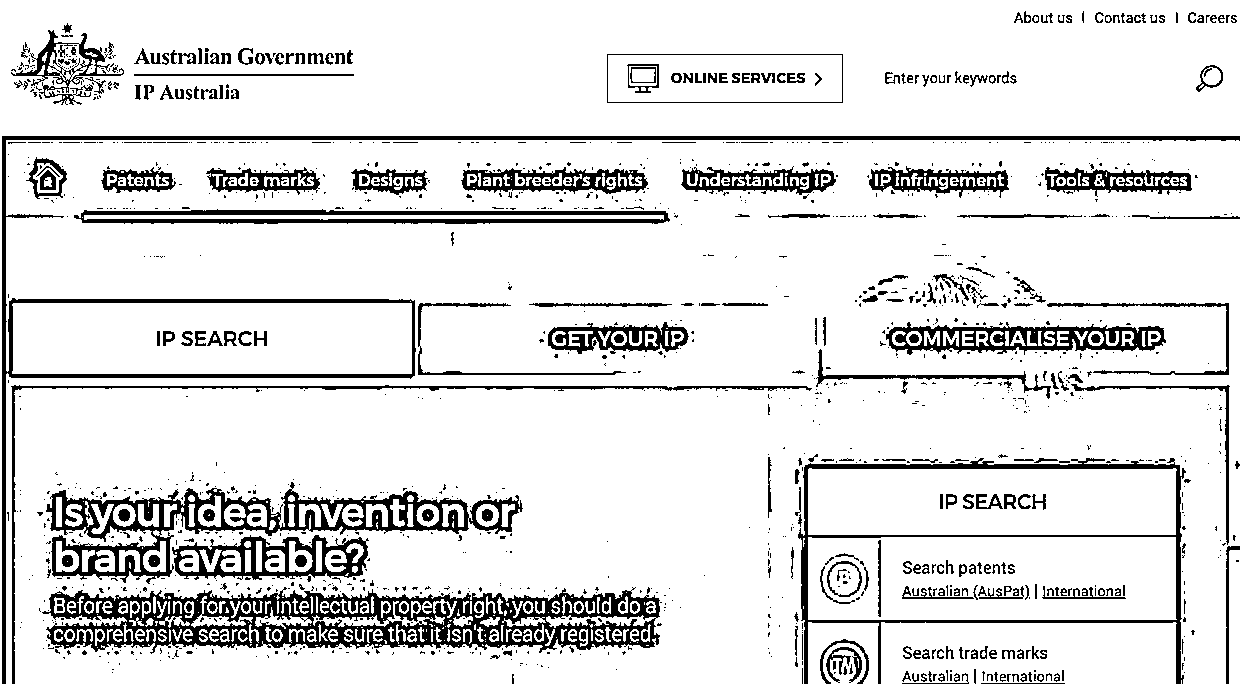 About us | Contact us | Careers
Australian Government
IP Australia
ONLINE SERVICES
Enter your keywords
Patents Trade marks Designs Plant breeder's rights Understanding IP IP infringement Tools & resources
IP SEARCH
GET YOUR IP
COMMERCIALISE YOUR IP
Is your idea, invention or
brand available?
Before applying for your intellectual property right, you should do a
comprehensive search to make sure that it isn't already registered.
IP SEARCH
Search patents
Australian (AusPat) | International
TM
Search trade marks
Australian | International